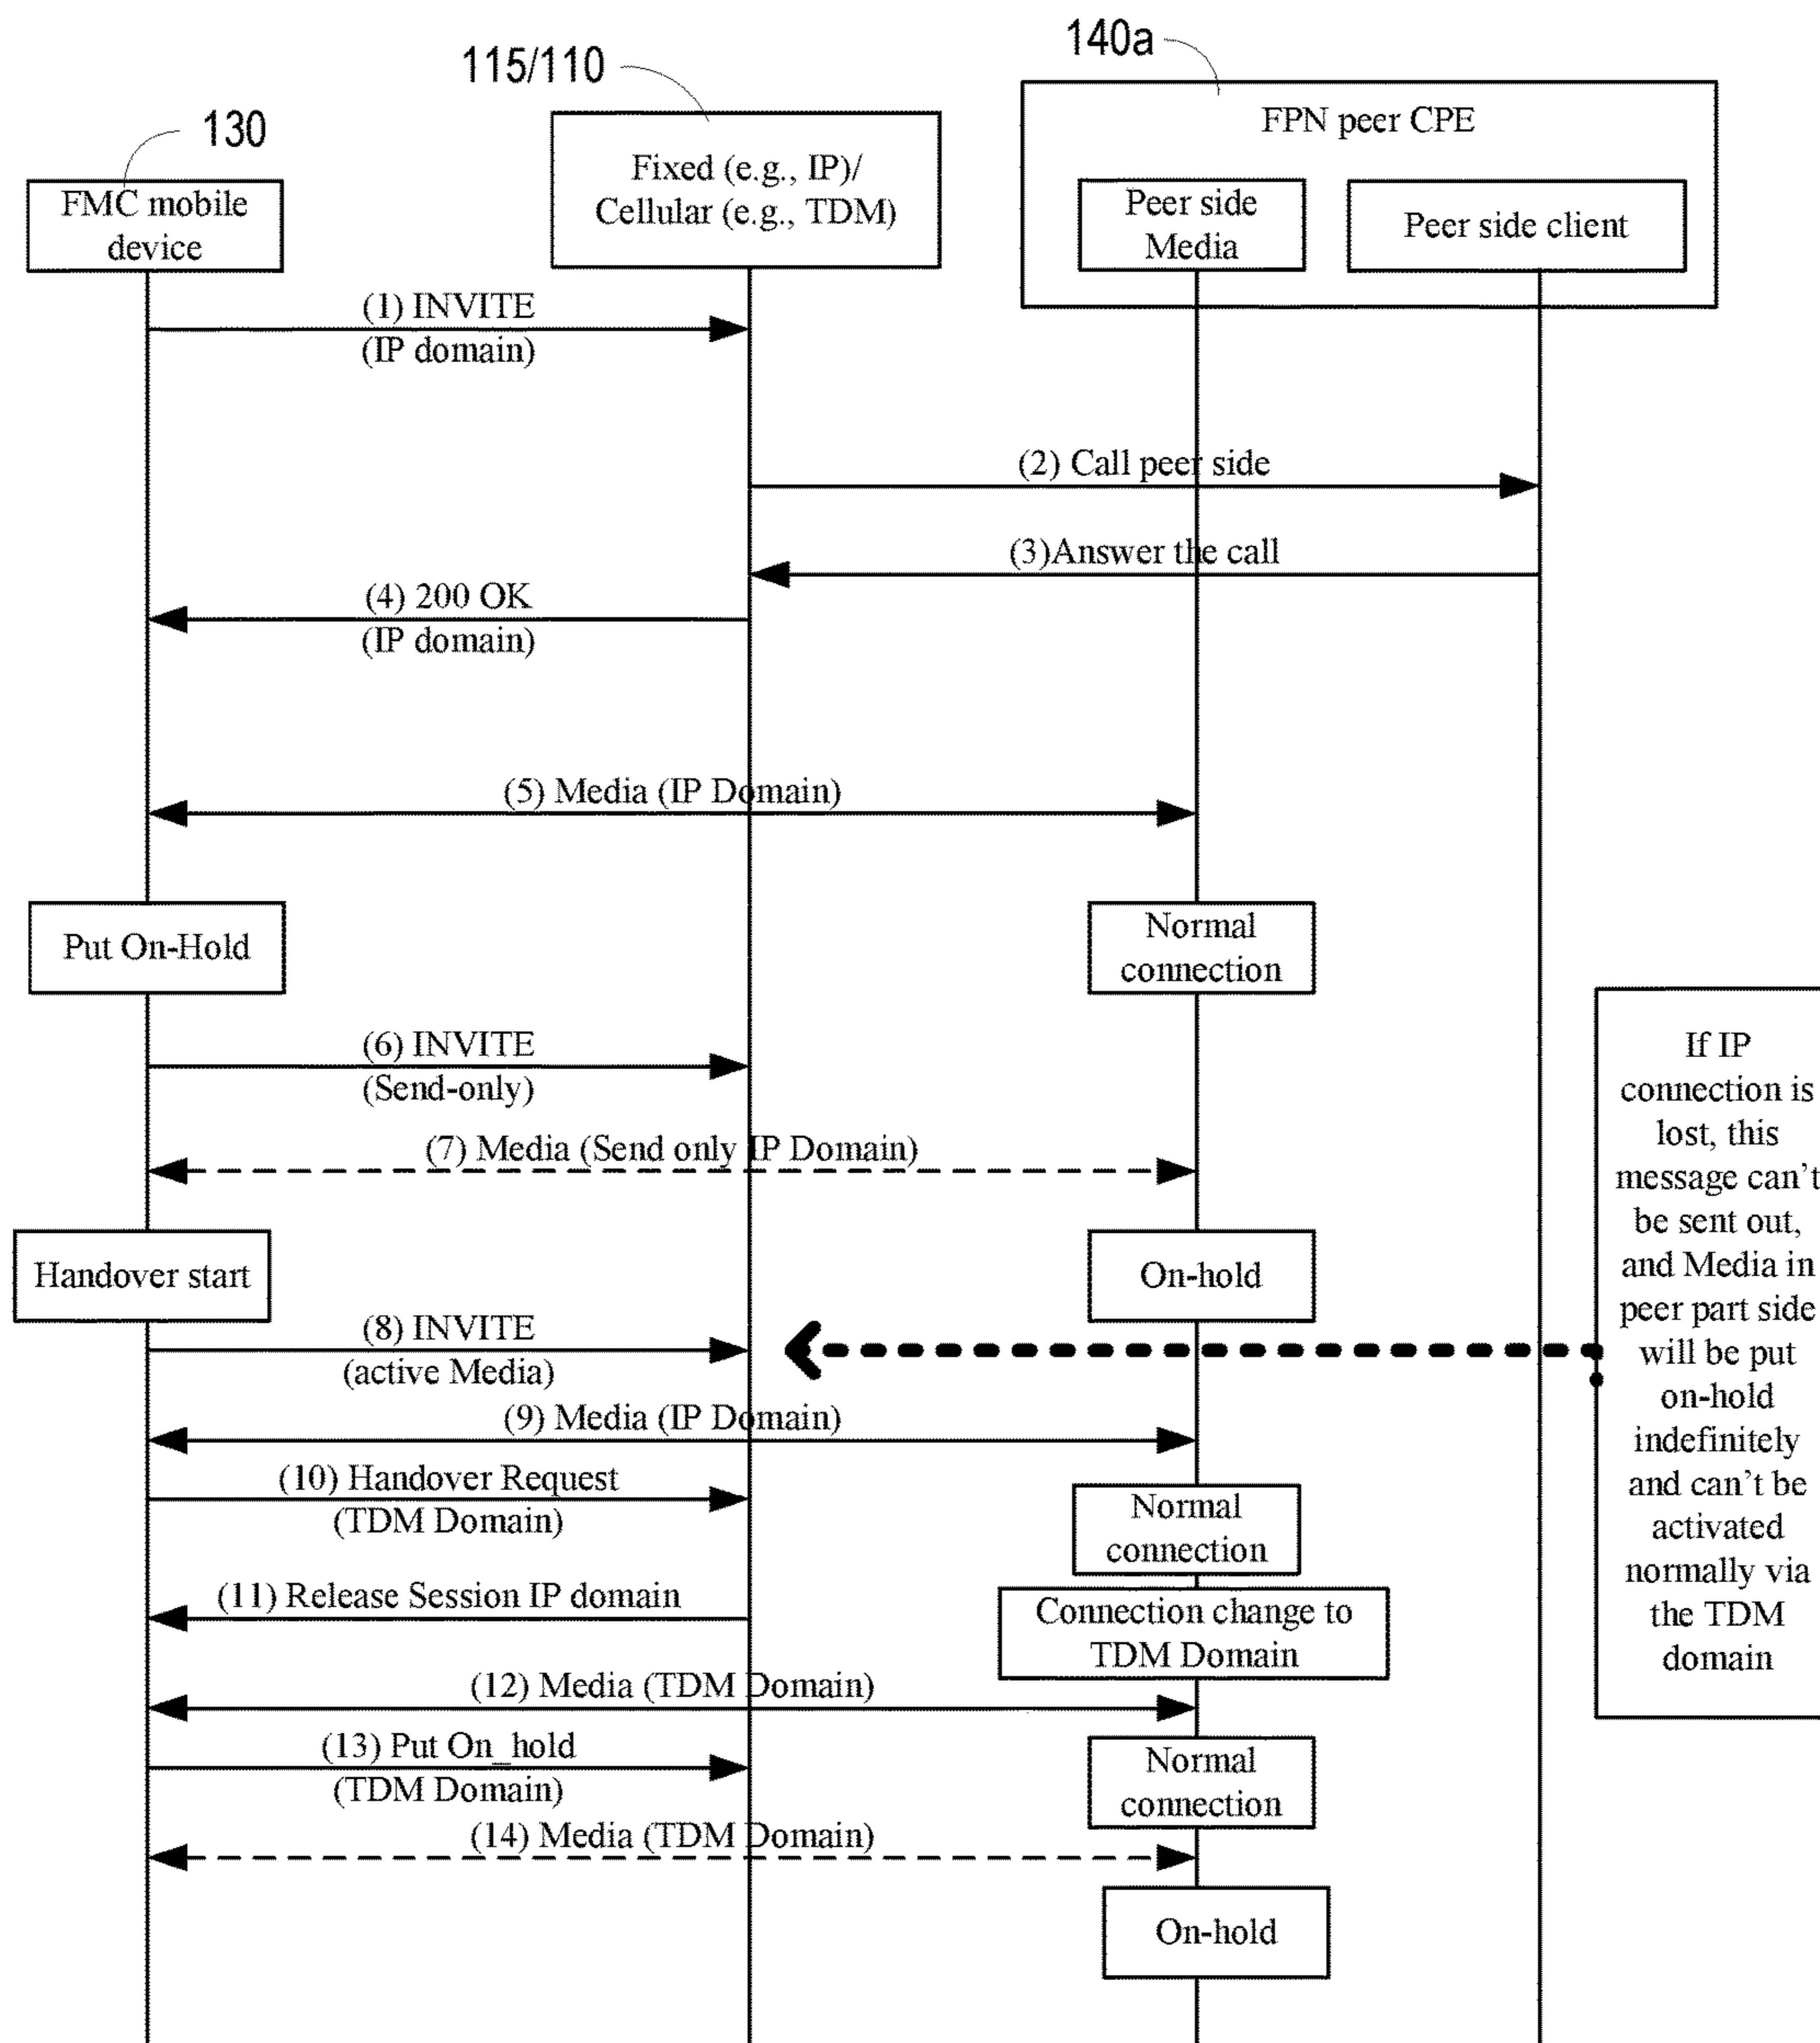 140a
115/110
130
FPN peer CPE
Fixed (e.g., IP)/
Cellular (e.g., TDM)
FMC mobile
device
Peer side
Media
Peer side client
(1) INVITE
(IP domain)
(2) Call peer side
(3)Answer the call
(4) 200 OK
(IP domain)
(5) Media (IP Domain)
Put On-Hold
Normal
connection
(6) INVITE
(Send-only)
(7) Media (Send only IP Domain)
Handover start
On-hold
If IP
connection is
lost, this
message can't
be sent out,
and Media in
peer part side
will be put
on-hold
indefinitely
and can't be
activated
normally via
the TDM
domain
(8) INVITE
(active Media)
(9) Media (IP Domain)
(10) Handover Request
(TDM Domain)
Normal
connection
(11) Release Session IP domain
Connection change to
TDM Domain
(12) Media (TDM Domain)
(13) Put On_hold
(TDM Domain)
Normal
connection
(14) Media (TDM Domain)
On-hold